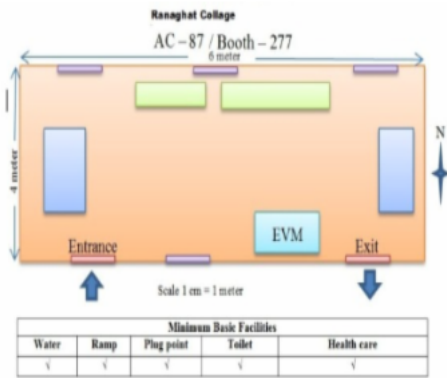 Ranaghat Collage
AC – 87 / Booth – 277
6 meter
4 meter
N
EVM
Entrance
Exit
Scale 1 cm = 1 meter
Minimum Basic Facilities
Water Ramp Plug point Toilet Health care
√ √ √ √ √